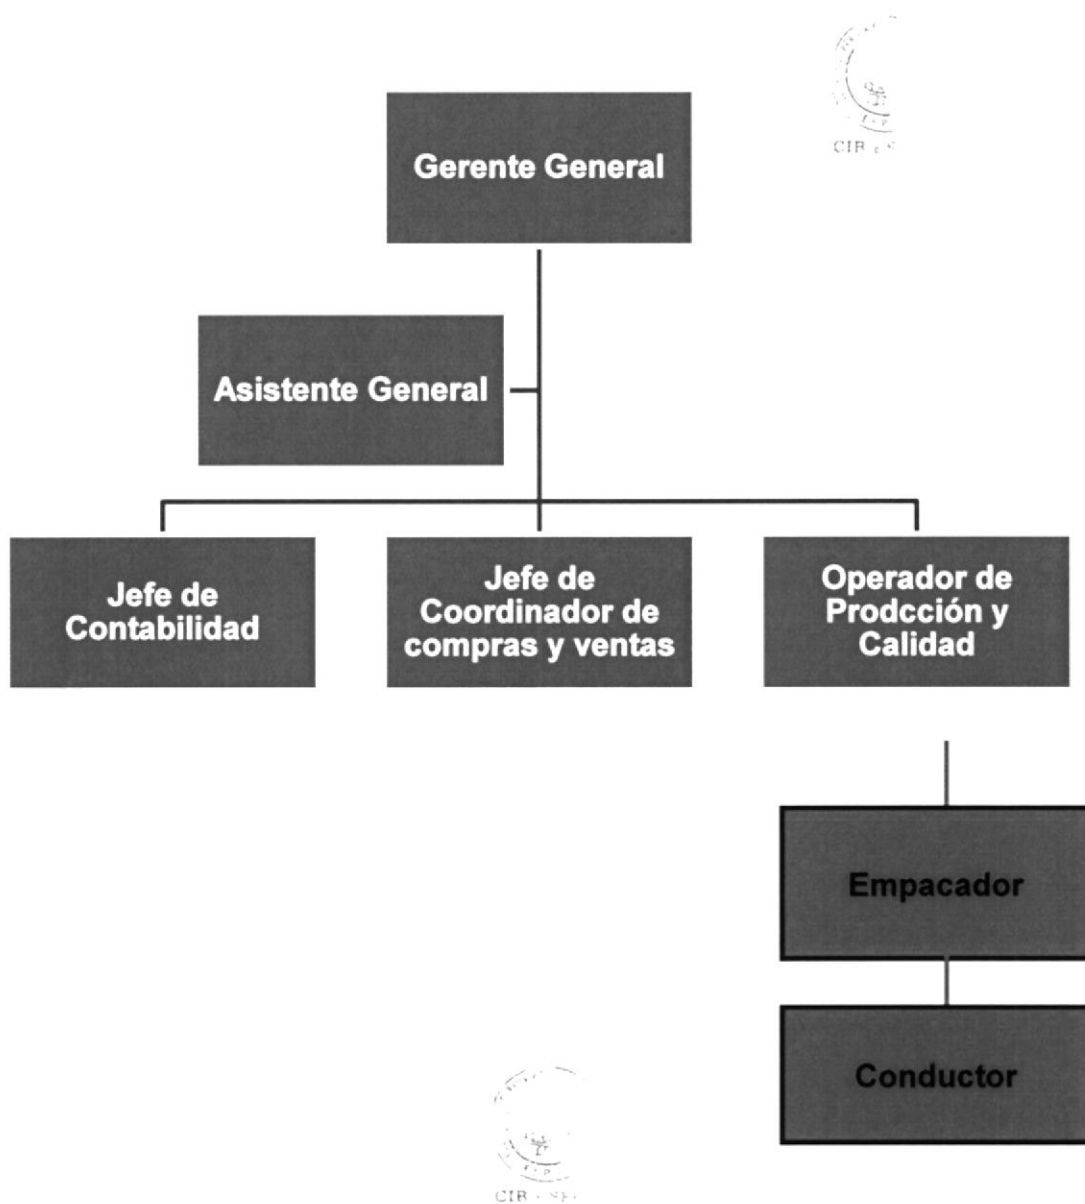 Gerente General
Asistente General
Jefe de
Contabilidad
Jefe de
Coordinador de
compras y ventas
Operador de
Prodcción y
Calidad
Empacador
Conductor